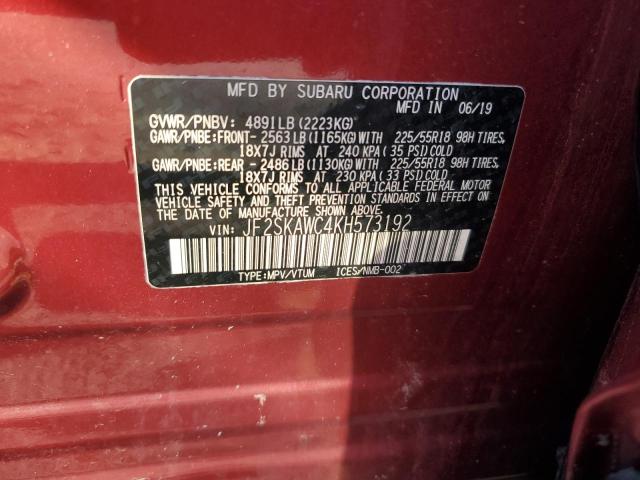 MFD BY SUBARU CORPORATION
MFD IN 06/19
GVWR/PNBV: 4891LB(2223KG)
GAWR/PNBE:FRONT- 2563LB(1165KG)WITH 225/55R18 98H TIRES,
18X7J RIMS AT 240 KPA(35 PSI)COLD
GAWR/PNBE:REAR - 2486LB(1130KG)WITH 225/55R18 98H TIRES,
18X7J RIMS AT 230 KPA(33 PSI)COLD
THIS VEHICLE CONFORMS TO ALL APPLICABLE FEDERAL MOTOR
VEHICLE SAFETY AND THEFT PREVENTION STANDARDS IN EFFECT ON
THE DATE OF MANUFACTURE SHOWN ABOVE.
VIN: JF2SKAWC4KH573192
TYPE:MPV/VTUM ICES/NMB-002